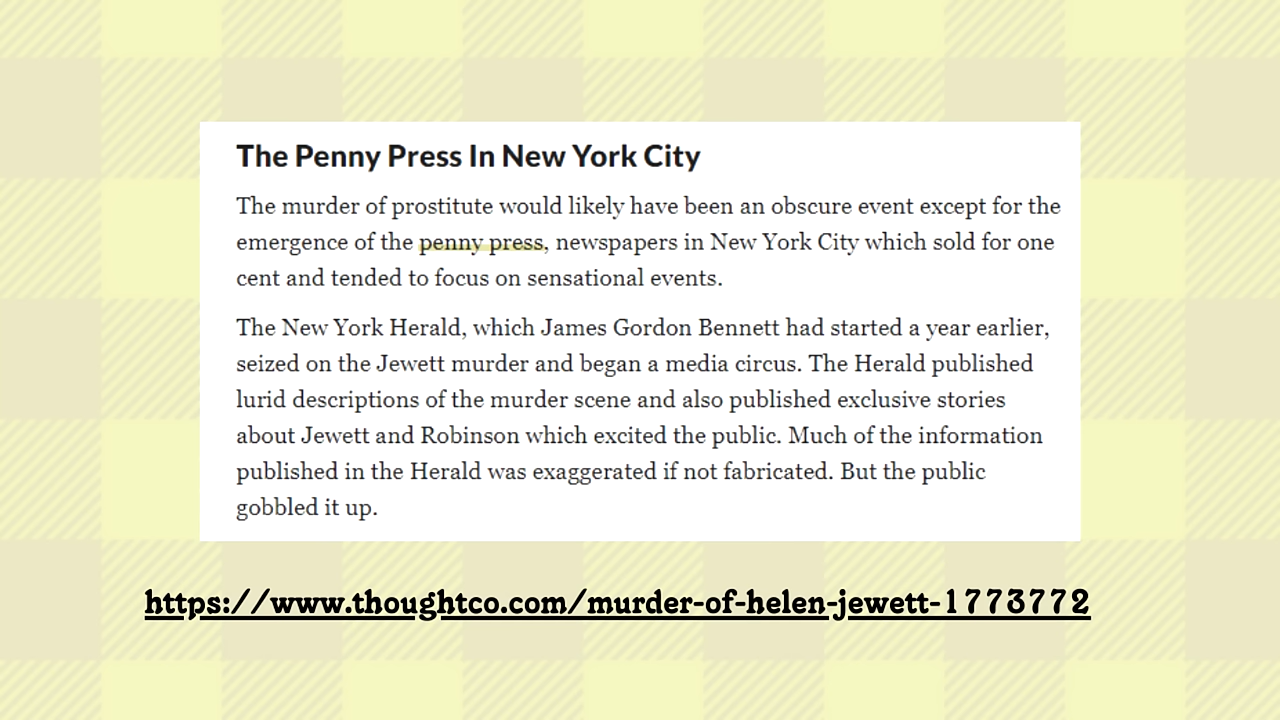 The Penny Press In New York City
The murder of prostitute would likely have been an obscure event except for the
emergence of the penny press, newspapers in New York City which sold for one
cent and tended to focus on sensational events.
The New York Herald, which James Gordon Bennett had started a year earlier,
seized on the Jewett murder and began a media circus. The Herald published
lurid descriptions of the murder scene and also published exclusive stories
about Jewett and Robinson which excited the public. Much of the information
published in the Herald was exaggerated if not fabricated. But the public
gobbled it up.
https://www.thoughtco.com/murder-of-helen-jewett-1773772